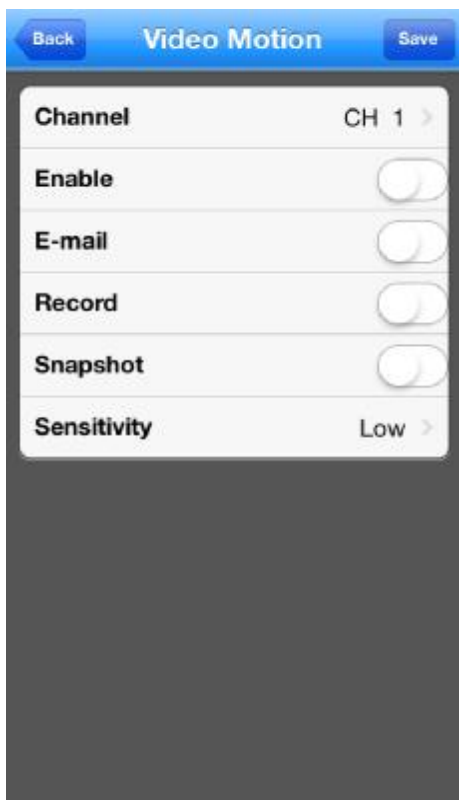 Back Video Motion Save
Channel CH 1
Enable
E-mail
Record
Snapshot
Sensitivity Low